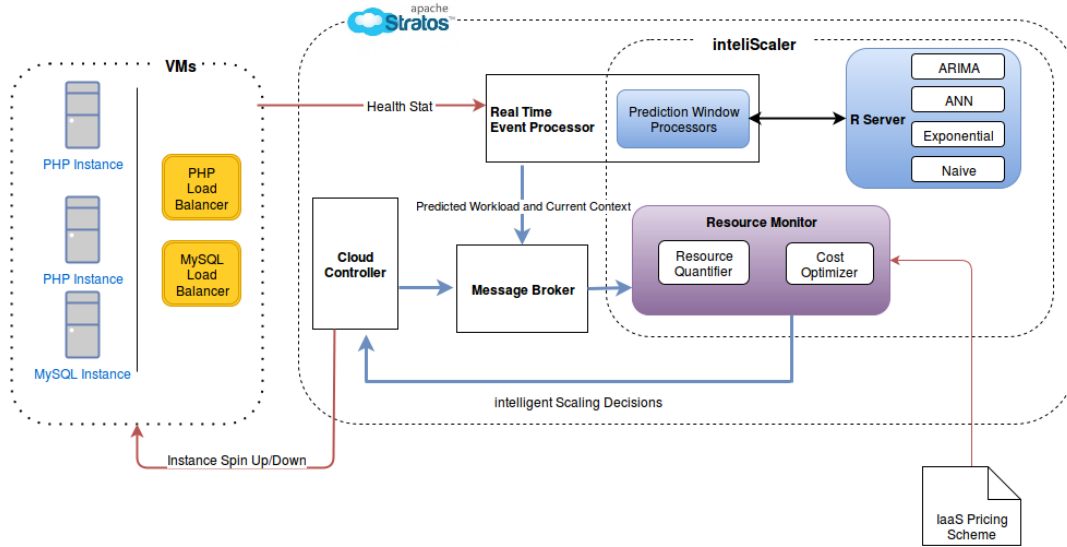 apache
Stratos™
inteliScaler
VMs
PHP Instance
PHP Instance
MySQL Instance
PHP
Load
Balancer
MySQL
Load
Balancer
Health Stat
Real Time
Event Processor
Prediction Window
Processors
R Server
ARIMA
ANN
Exponential
Naive
Predicted Workload and Current Context
Cloud
Controller
Message Broker
Resource Monitor
Resource
Quantifier
Cost
Optimizer
intelligent Scaling Decisions
Instance Spin Up/Down
IaaS Pricing
Scheme